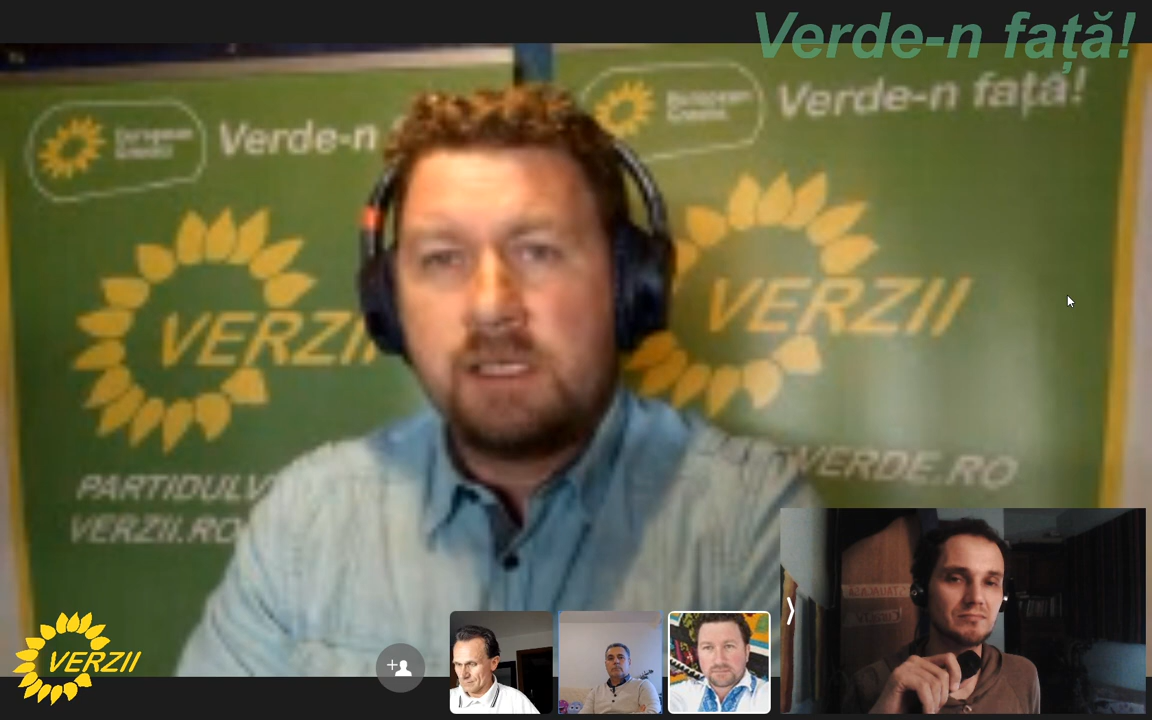 Verde-n față!
European Greens
Verde-n
European Greens
Verde-n față!
VERZII
VERZII
PARTIDULV
VERDE.RO
VERZII.RO
VERZII